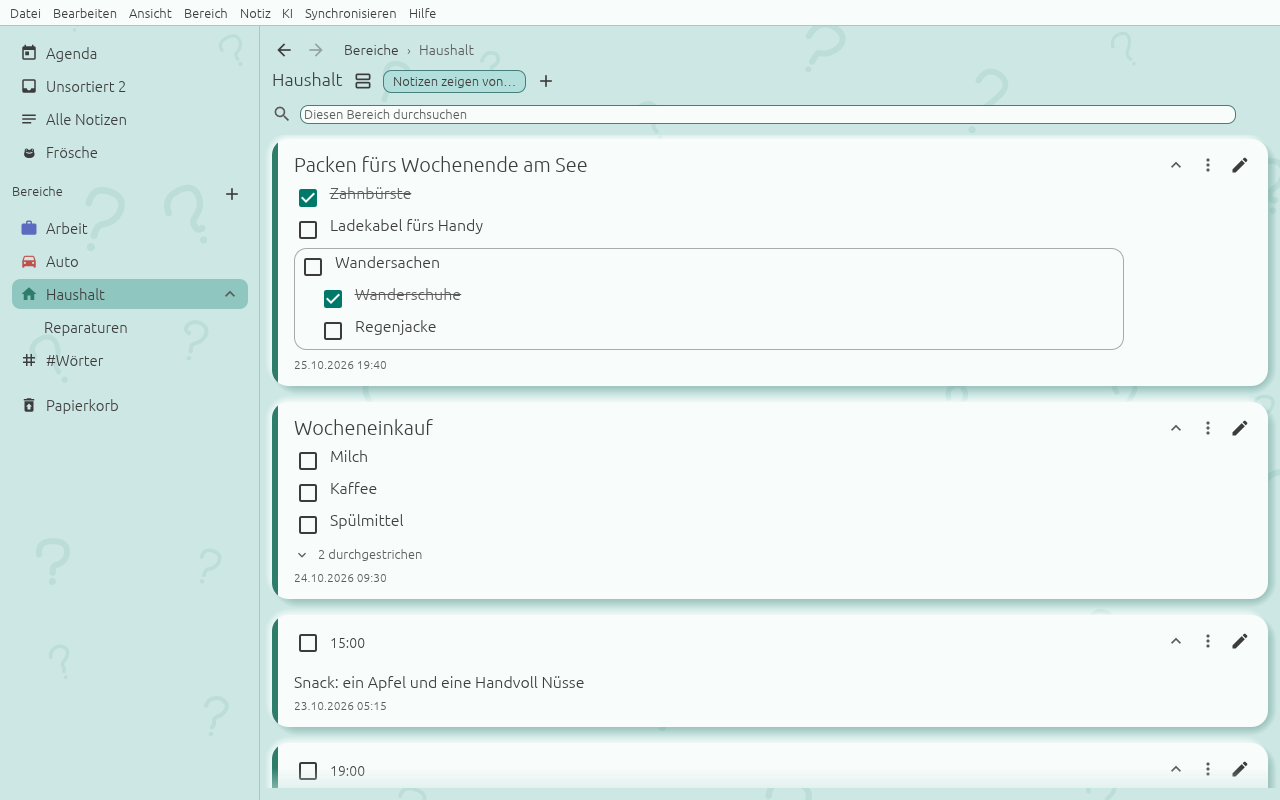 Datei Bearbeiten Ansicht Bereich Notiz KI Synchronisieren Hilfe
Agenda
Unsortiert 2
Alle Notizen
Frösche
Bereiche
Arbeit
Auto
Haushalt
Reparaturen
#Wörter
Papierkorb
Bereiche › Haushalt
Haushalt Notizen zeigen von…
Diesen Bereich durchsuchen
Packen fürs Wochenende am See
Zahnbürste
Ladekabel fürs Handy
Wandersachen
Wanderschuhe
Regenjacke
25.10.2026 19:40
Wocheneinkauf
Milch
Kaffee
Spülmittel
2 durchgestrichen
24.10.2026 09:30
15:00
Snack: ein Apfel und eine Handvoll Nüsse
23.10.2026 05:15
19:00